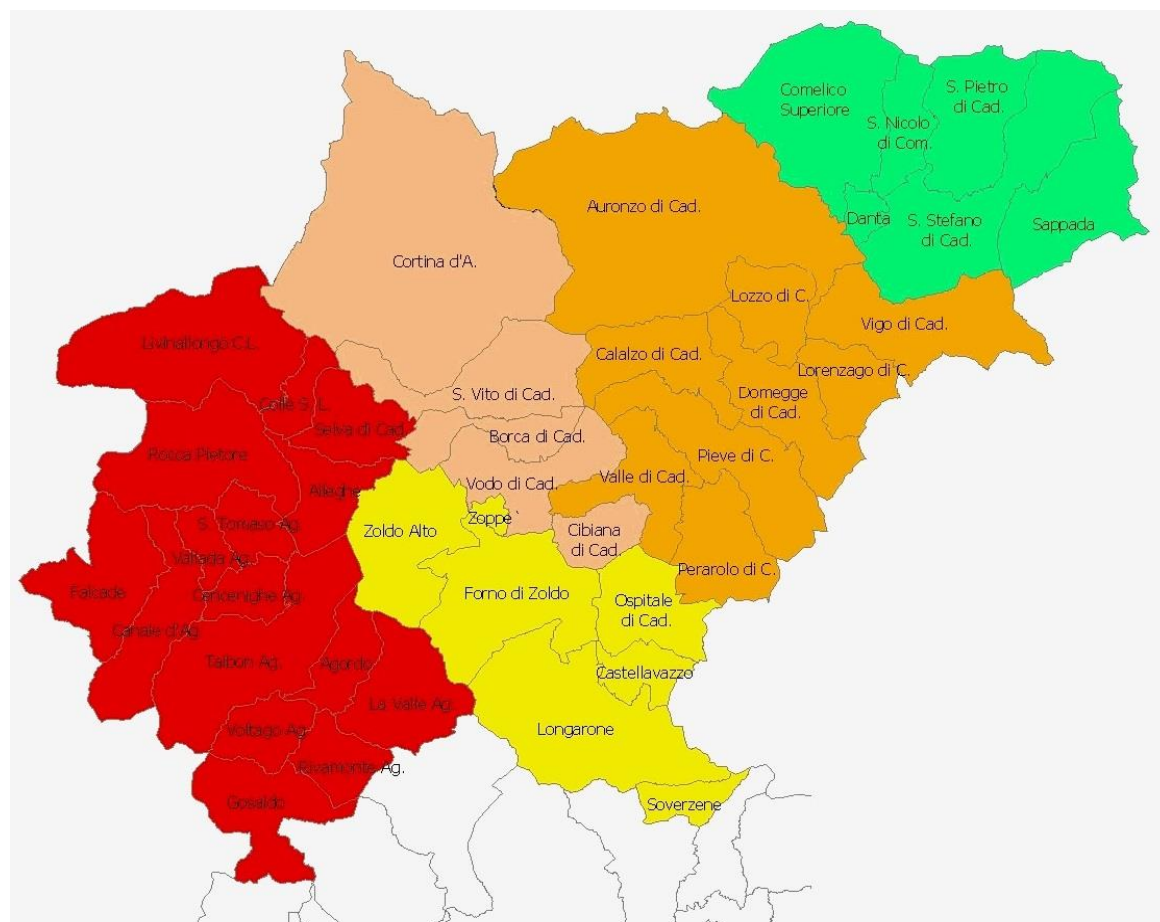 Comelico
Superiore
S. Pietro
di Cad.
S. Nicolo
di Com.
Danta
S. Stefano
di Cad.
Sappada
Auronzo di Cad.
Cortina d'A.
Lozzo di C.
Vigo di Cad.
Livinallongo C.L.
Calalzo di Cad.
Lorenzago di C.
S. Vito di Cad.
Domegge
di Cad.
Colle S. L.
Selva di Cad.
Borca di Cad.
Rocca Pietore
Pieve di C.
Valle di Cad.
Vodo di Cad.
Alleghe
Zoppe
S. Tomaso Ag.
Zoldo Alto
Cibiana
di Cad.
Vallada Ag.
Perarolo di C.
Falcade
Cencenighe Ag.
Forno di Zoldo
Ospitale
di Cad.
Canale d'Ag.
Taibon Ag.
Agordo
Castellavazzo
La Valle Ag.
Voltago Ag.
Longarone
Rivamonte Ag.
Gosaldo
Soverzene